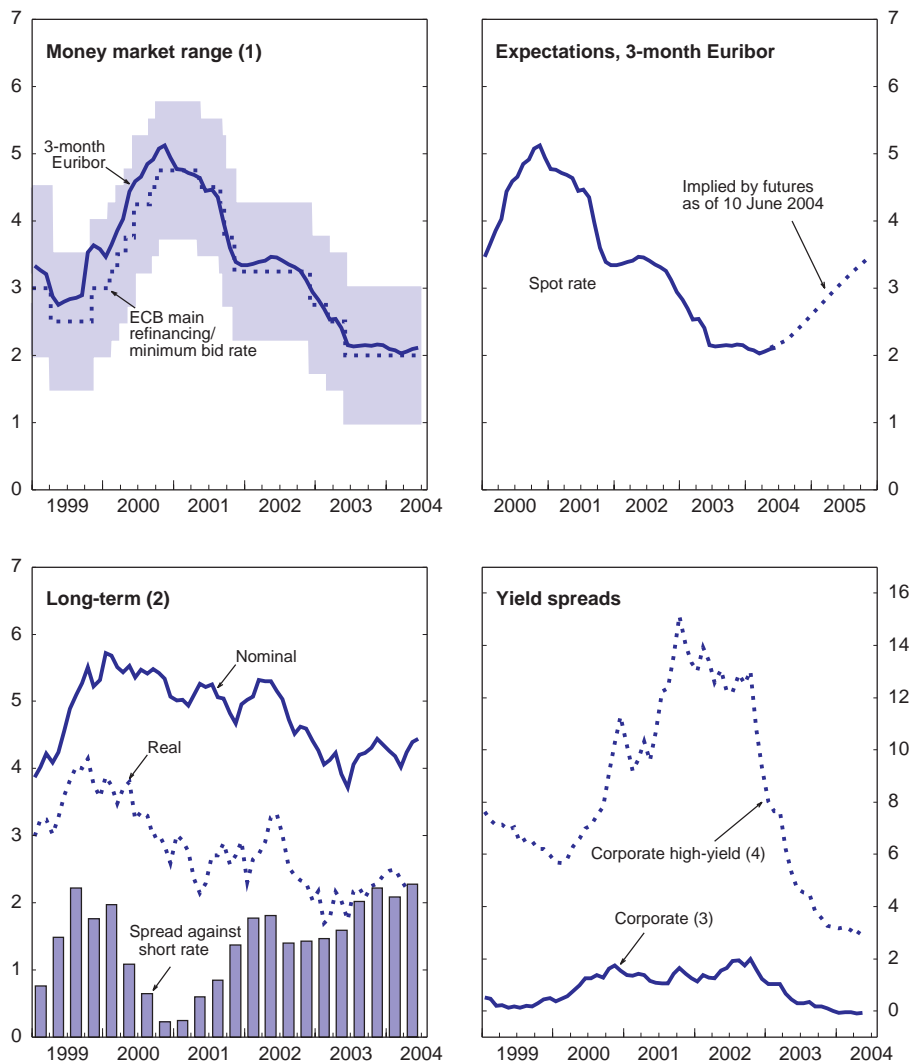 Money market range (1)
7
6
5
4
3
2
1
0
3-month
Euribor
ECB main
refinancing/
minimum bid rate
1999 2000 2001 2002 2003 2004
Expectations, 3-month Euribor
7
6
5
4
3
2
1
0
Implied by futures
as of 10 June 2004
Spot rate
2000 2001 2002 2003 2004 2005
Long-term (2)
7
6
5
4
3
2
1
0
Nominal
Real
Spread against
short rate
1999 2000 2001 2002 2003 2004
Yield spreads
16
14
12
10
8
6
4
2
0
Corporate high-yield (4)
Corporate (3)
1999 2000 2001 2002 2003 2004